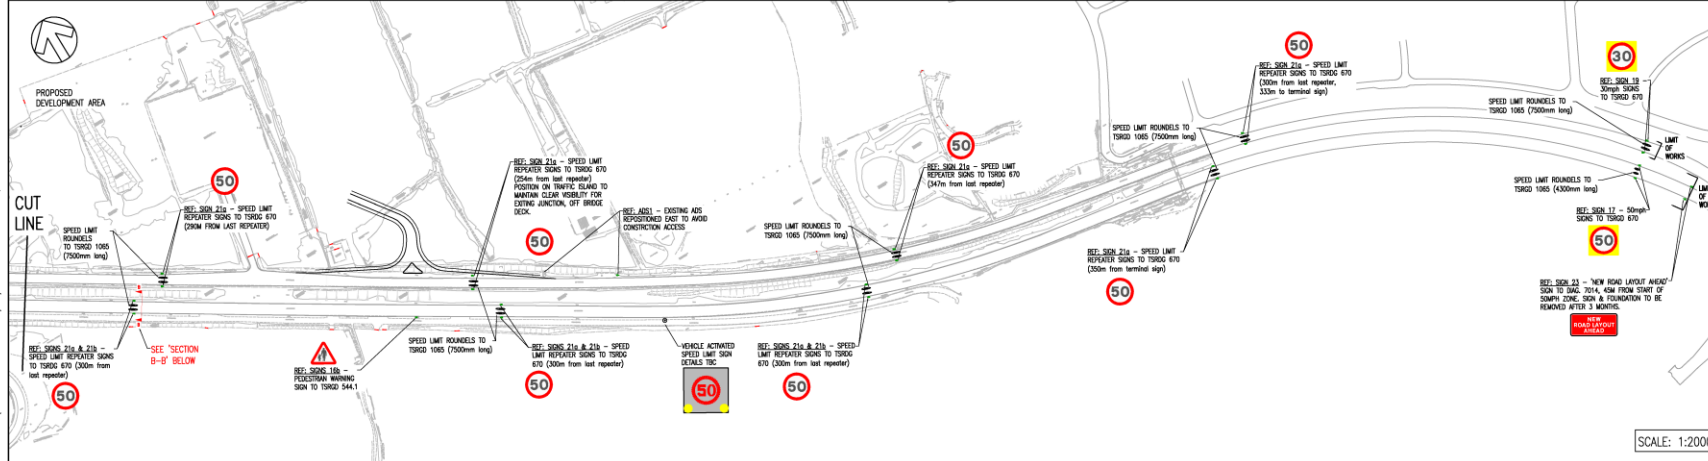 PROPOSED
DEVELOPMENT AREA
CUT
LINE
SPEED LIMIT
ROUNDELS
TO TSRGD 1065
(7500mm long)
50
REF: SIGN 21a - SPEED LIMIT
REPEATER SIGNS TO TSRDG 670
(290M FROM LAST REPEATER)
REF: SIGNS 21a & 21b -
SPEED LIMIT REPEATER SIGNS
TO TSRDG 670 (300m from
last repeater)
50
SEE 'SECTION
B-B' BELOW
REF: SIGNS 16b -
PEDESTRIAN WARNING
SIGN TO TSRGD 544.1
REF: SIGN 21a - SPEED LIMIT
REPEATER SIGNS TO TSRDG 670
(254m from last repeater)
POSITION ON TRAFFIC ISLAND TO
MAINTAIN CLEAR VISIBILITY FOR
EXITING JUNCTION, OFF BRIDGE
DECK.
50
REF: ADS1 - EXISTING ADS
REPOSITIONED EAST TO AVOID
CONSTRCTION ACCESS
SPEED LIMIT ROUNDELS TO
TSRGD 1065 (7500mm long)
REF: SIGNS 21a & 21b - SPEED
LIMIT REPEATER SIGNS TO TSRDG
670 (300m from last repeater)
50
VEHICLE ACTIVATED
SPEED LIMIT SIGN
DETAILS TBC
50
SPEED LIMIT ROUNDELS TO
TSRGD 1065 (7500mm long)
REF: SIGNS 21a & 21b - SPEED
LIMIT REPEATER SIGNS TO TSRDG
670 (300m from last repeater)
50
50
REF: SIGN 21a - SPEED LIMIT
REPEATER SIGNS TO TSRDG 670
(347m from last repeater)
SPEED LIMIT ROUNDELS TO
TSRGD 1065 (7500mm long)
REF: SIGN 21a - SPEED LIMIT
REPEATER SIGNS TO TSRDG 670
(350m from terminal sign)
50
50
REF: SIGN 21a - SPEED LIMIT
REPEATER SIGNS TO TSRDG 670
(300m from last repeater,
333m to terminal sign)
SPEED LIMIT ROUNDELS TO
TSRGD 1065 (7500mm long)
30
REF: SIGN 19 -
30mph SIGNS
TO TSRGD 670
LIMIT
OF
WORKS
SPEED LIMIT ROUNDELS TO
TSRGD 1065 (4300mm long)
REF: SIGN 17 - 50mph
SIGNS TO TSRGD 670
50
REF: SIGN 23 - 'NEW ROAD LAYOUT AHEAD'
SIGN TO DIAG. 7014, 45M FROM START OF
50MPH ZONE. SIGN & FOUNDATION TO BE
REMOVED AFTER 3 MONTHS.
NEW
ROAD LAYOUT
AHEAD
OF
SCALE: 1:2000